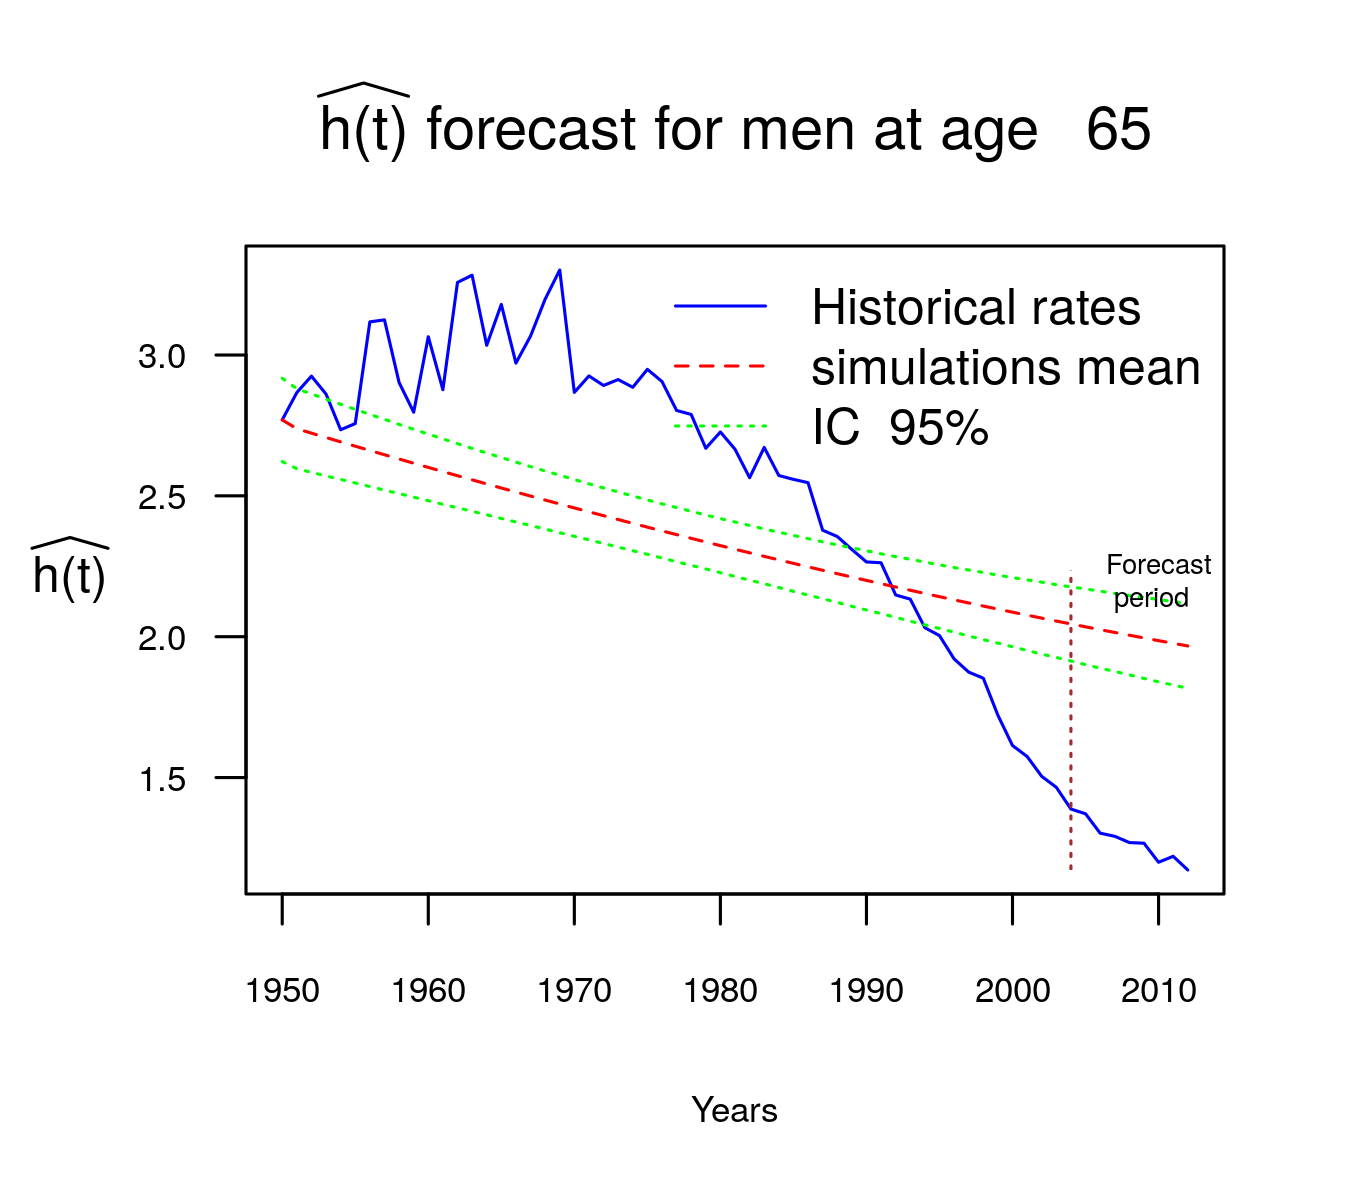 h(t) forecast for men at age 65
Historical rates
simulations mean
IC 95%
3.0
2.5
2.0
1.5
h(t)
Forecast
period
1950 1960 1970 1980 1990 2000 2010
Years